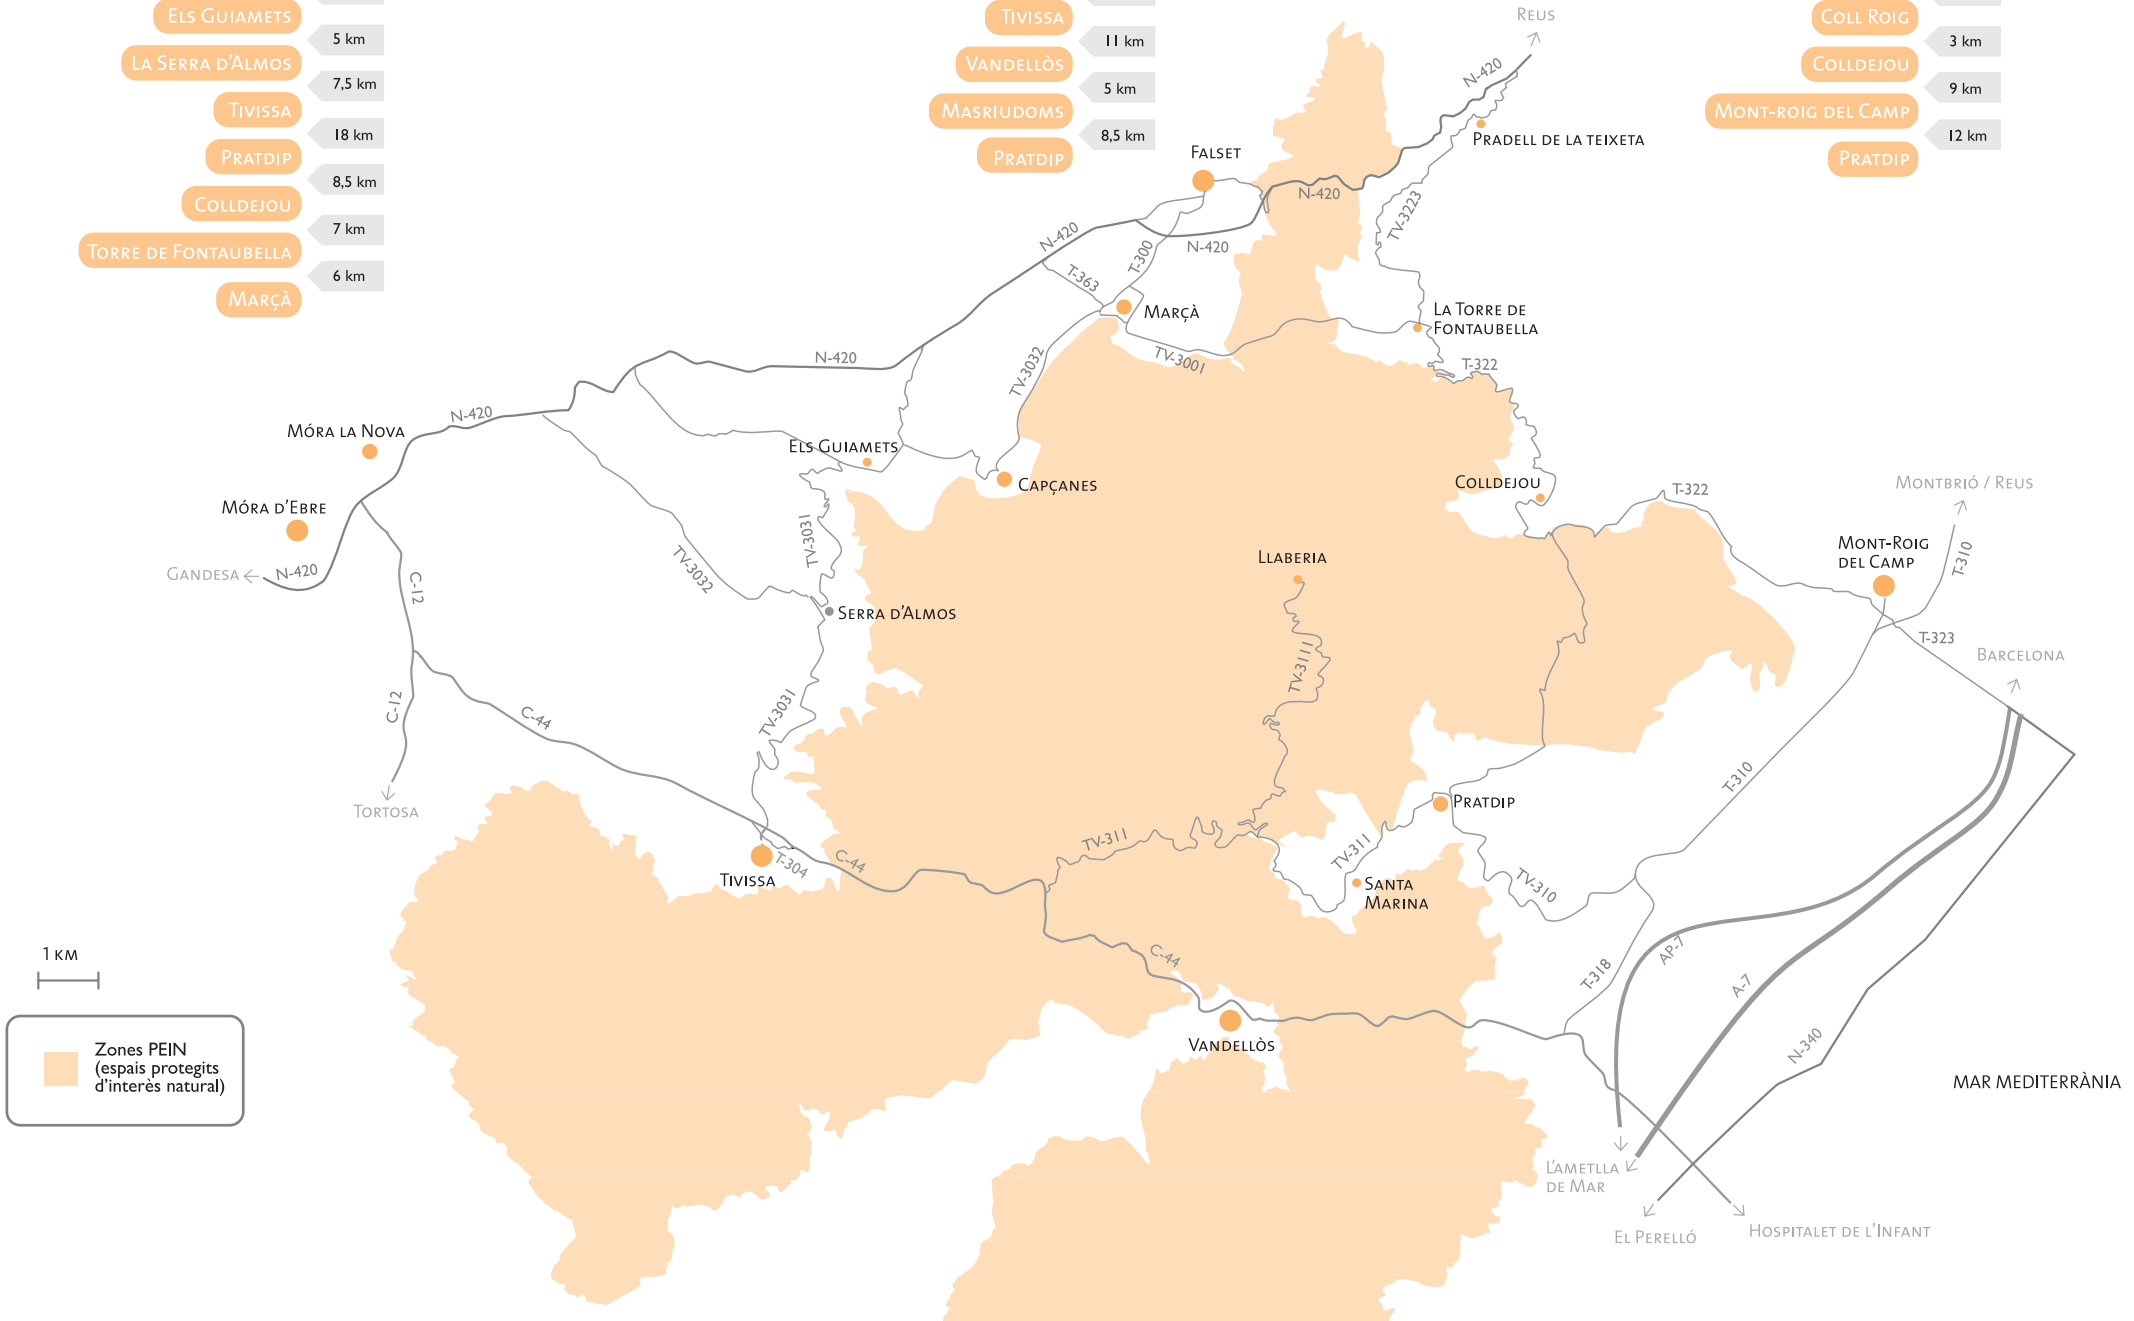 Els Guiamets
5 km
La Serra d'Almos
7,5 km
Tivissa
18 km
Pratdip
8,5 km
Colldejou
7 km
Torre de Fontaubella
6 km
Marçà
Tivissa
11 km
Vandellòs
5 km
Masriudoms
8,5 km
Pratdip
Coll Roig
3 km
Colldejou
9 km
Mont-roig del Camp
12 km
Pratdip
Reus
N-420
Pradell de la Teixeta
Falset
N-420
TV-3223
N-420
N-420
T-300
T-363
Marçà
La Torre de
Fontaubella
TV-3001
T-322
TV-3032
N-420
N-420
Móra la Nova
Els Guiamets
Capçanes
Colldejou
T-322
Montbrió / Reus
Móra d'Ebre
Gandesa
N-420
C-12
TV-3031
TV-3032
Llaberia
Mont-Roig
del Camp
T-310
Serra d'Almos
T-323
Barcelona
TV-3111
C-12
C-44
TV-3031
T-310
Tortosa
Pratdip
TV-311
TV-311
C-44
T-304
Tivissa
Santa
Marina
TV-310
C-44
AP-7
T-318
A-7
1 km
Vandellòs
N-340
Zones PEIN
(espais protegits
d'interès natural)
MAR MEDITERRÀNIA
L'ametlla
de Mar
El Perelló
Hospitalet de l'Infant